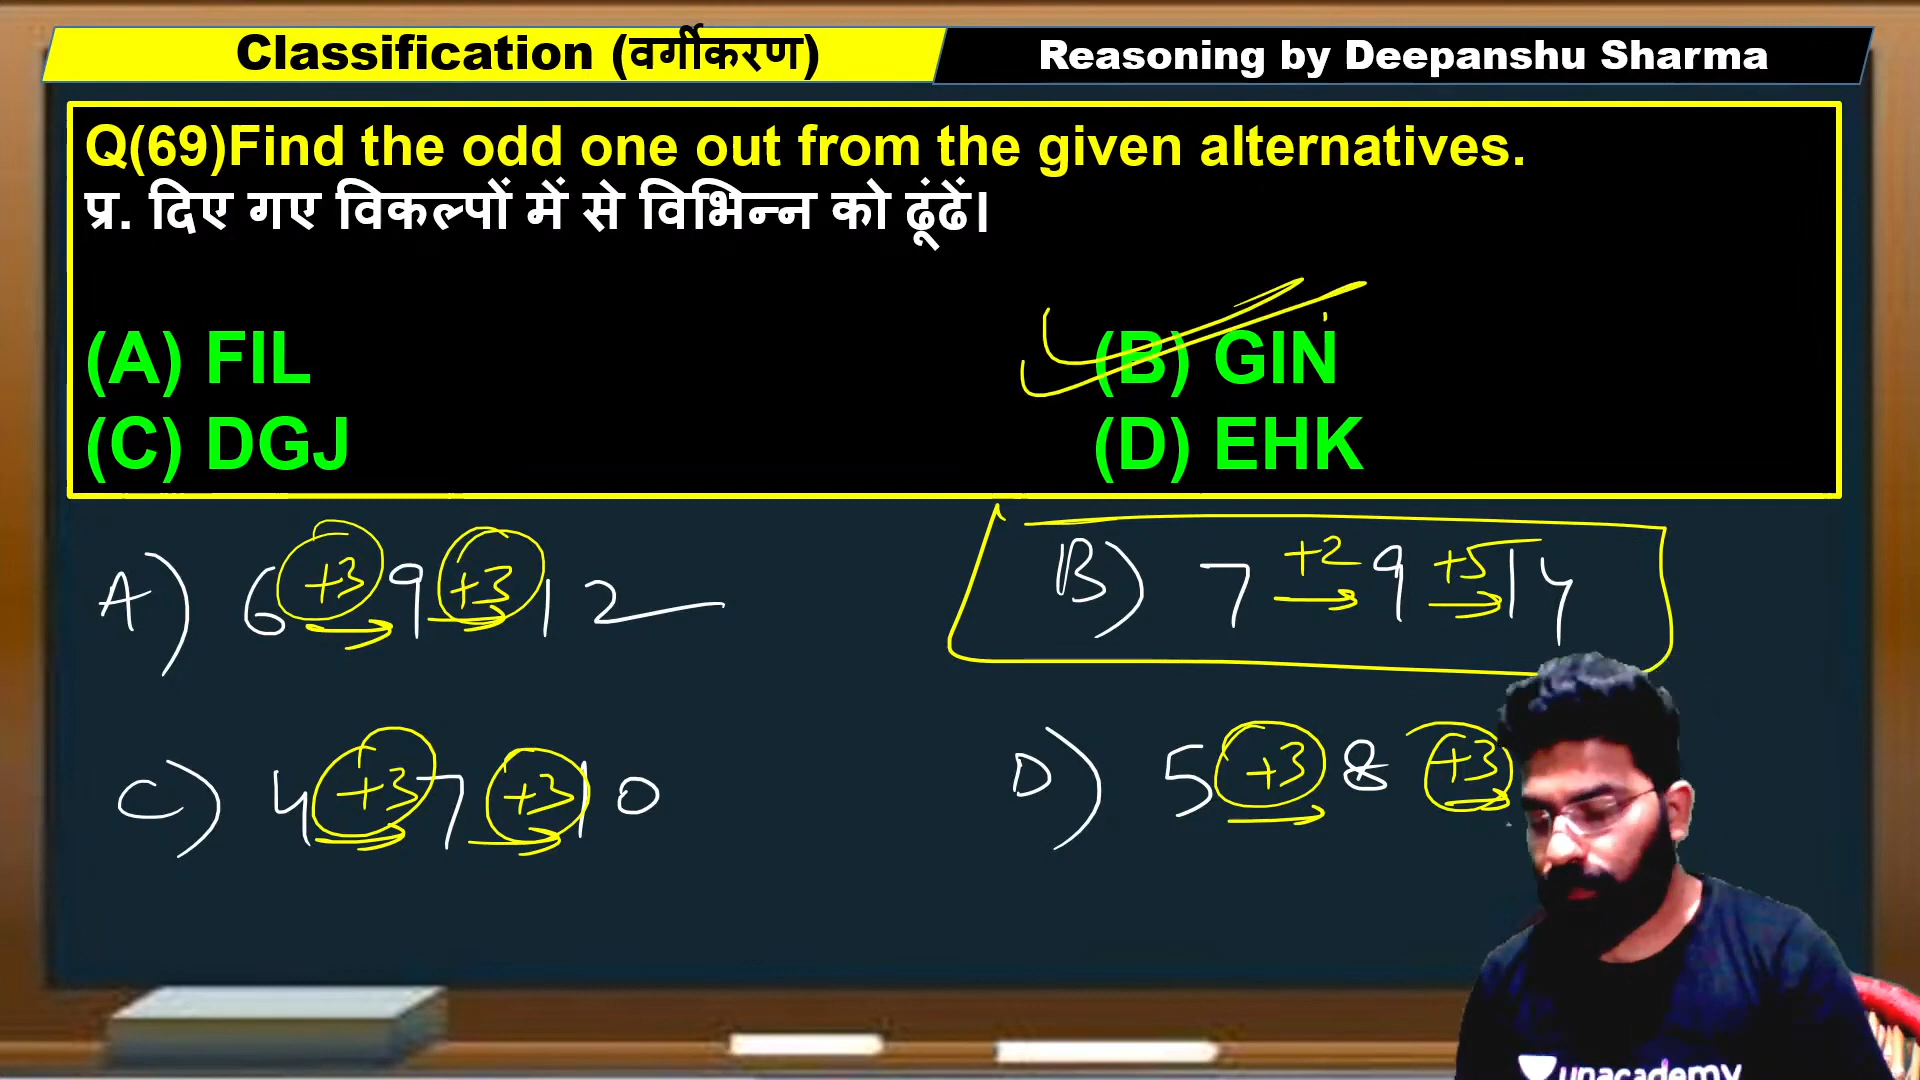 Classification (वर्गीकरण)
Reasoning by Deepanshu Sharma
Q(69)Find the odd one out from the given alternatives.
प्र. दिए गए विकल्पों में से विभिन्न को ढूंढें।
(A) FIL
(B) GIN
(C) DGJ
(D) EHK
A) 6 +3 9 +3 12
B) 7 +2 9 +5 14
C) 4 +3 7 +3 10
D) 5 +3 8 +3
unacademy